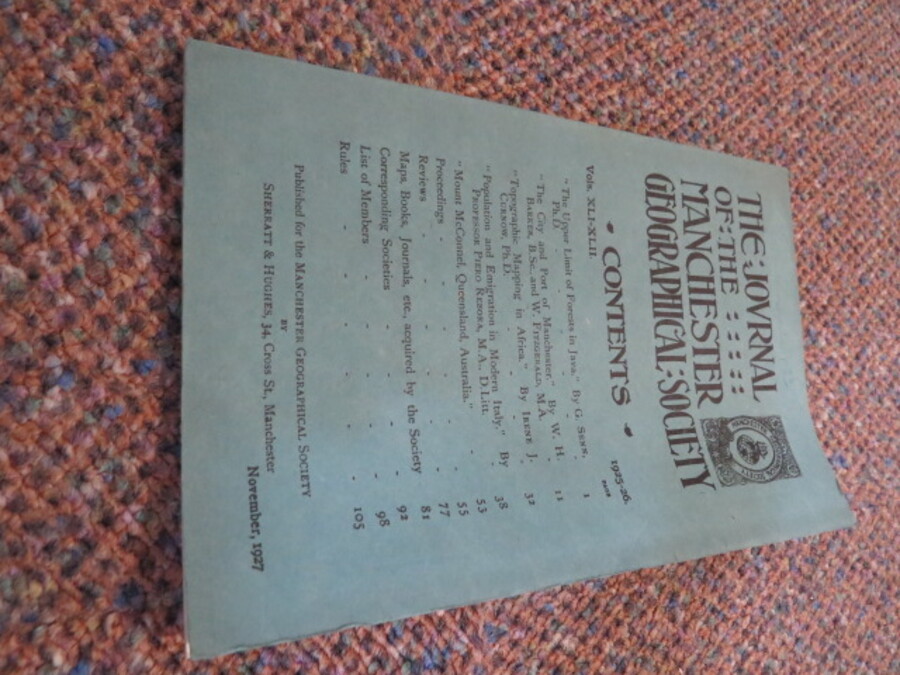 THE:JOVRNAL
OF:THE : : : :
MANCHESTER
GEOGRAPHICAL:SOCIETY
CONTENTS
Vols. XLI-XLII. 1925-26.
PAGE
"The Upper Limit of Forests in Java." By G. Senn,
Ph.D. - - - - 1
"The City and Port of Manchester." By W. H.
Barker, B.Sc., and W. Fitzgerald, M.A. - 11
"Topographic Mapping in Africa." By Irene J.
Curnow, Ph.D. - - - 32
"Population and Emigration in Modern Italy." By
Professor Piero Rebora, M.A., D.Litt. - 38
"Mount McConnel, Queensland, Australia." - 53
Proceedings - - - - 55
Reviews - - - - 77
Maps, Books, Journals, etc., acquired by the Society 81
Corresponding Societies - - - 92
List of Members - - - - 98
Rules - - - - 105
Published for the MANCHESTER GEOGRAPHICAL SOCIETY
BY
SHERRATT & HUGHES, 34, Cross St., Manchester
November, 1927